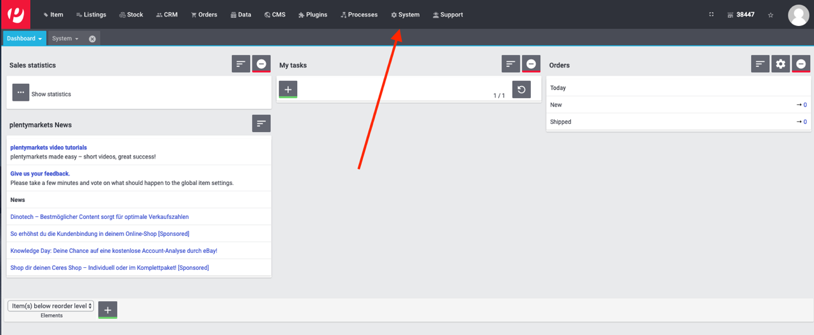 Item Listings Stock CRM Orders Data CMS Plugins Processes System Support 38447
Dashboard System
Sales statistics
Show statistics
plentymarkets News
plentymarkets video tutorials
plentymarkets made easy – short videos, great success!
Give us your feedback.
Please take a few minutes and vote on what should happen to the global item settings.
News
Dinotech – Bestmöglicher Content sorgt für optimale Verkaufszahlen
So erhöhst du die Kundenbindung in deinem Online-Shop [Sponsored]
Knowledge Day: Deine Chance auf eine kostenlose Account-Analyse durch eBay!
Shop dir deinen Ceres Shop – Individuell oder im Komplettpaket! [Sponsored]
My tasks
1 / 1
Orders
Today
New → 0
Shipped → 0
Item(s) below reorder level
Elements